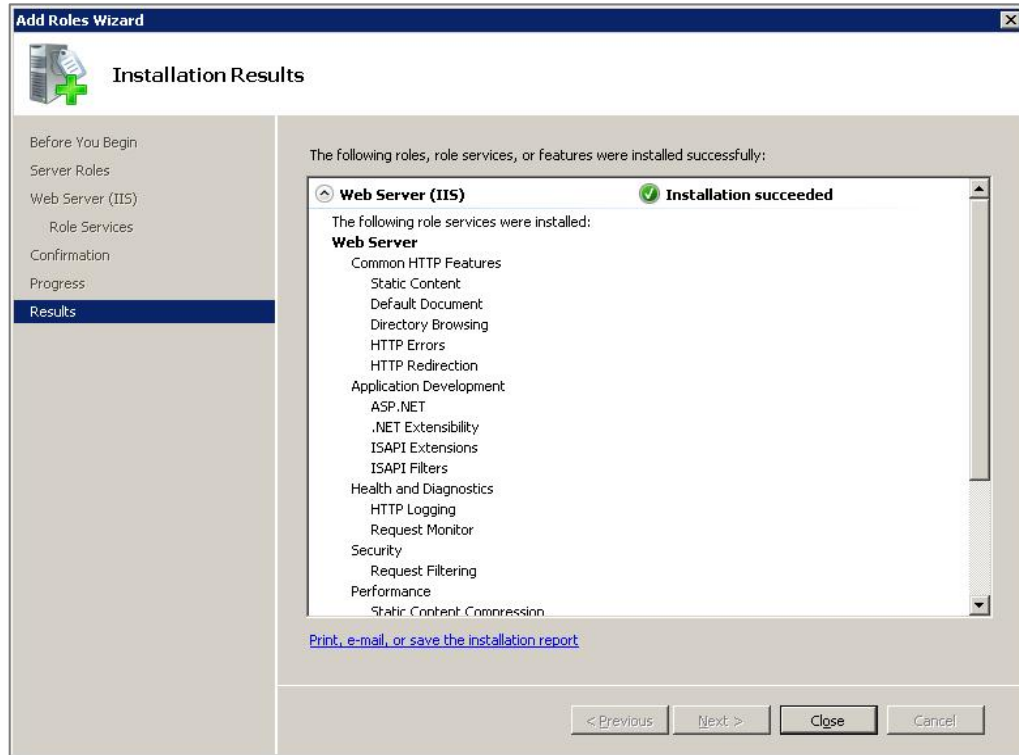 Add Roles Wizard
Installation Results
Before You Begin
Server Roles
Web Server (IIS)
Role Services
Confirmation
Progress
Results
The following roles, role services, or features were installed successfully:
Web Server (IIS) Installation succeeded
The following role services were installed:
Web Server
Common HTTP Features
Static Content
Default Document
Directory Browsing
HTTP Errors
HTTP Redirection
Application Development
ASP.NET
.NET Extensibility
ISAPI Extensions
ISAPI Filters
Health and Diagnostics
HTTP Logging
Request Monitor
Security
Request Filtering
Performance
Static Content Compression
Print, e-mail, or save the installation report
< Previous Next > Close Cancel